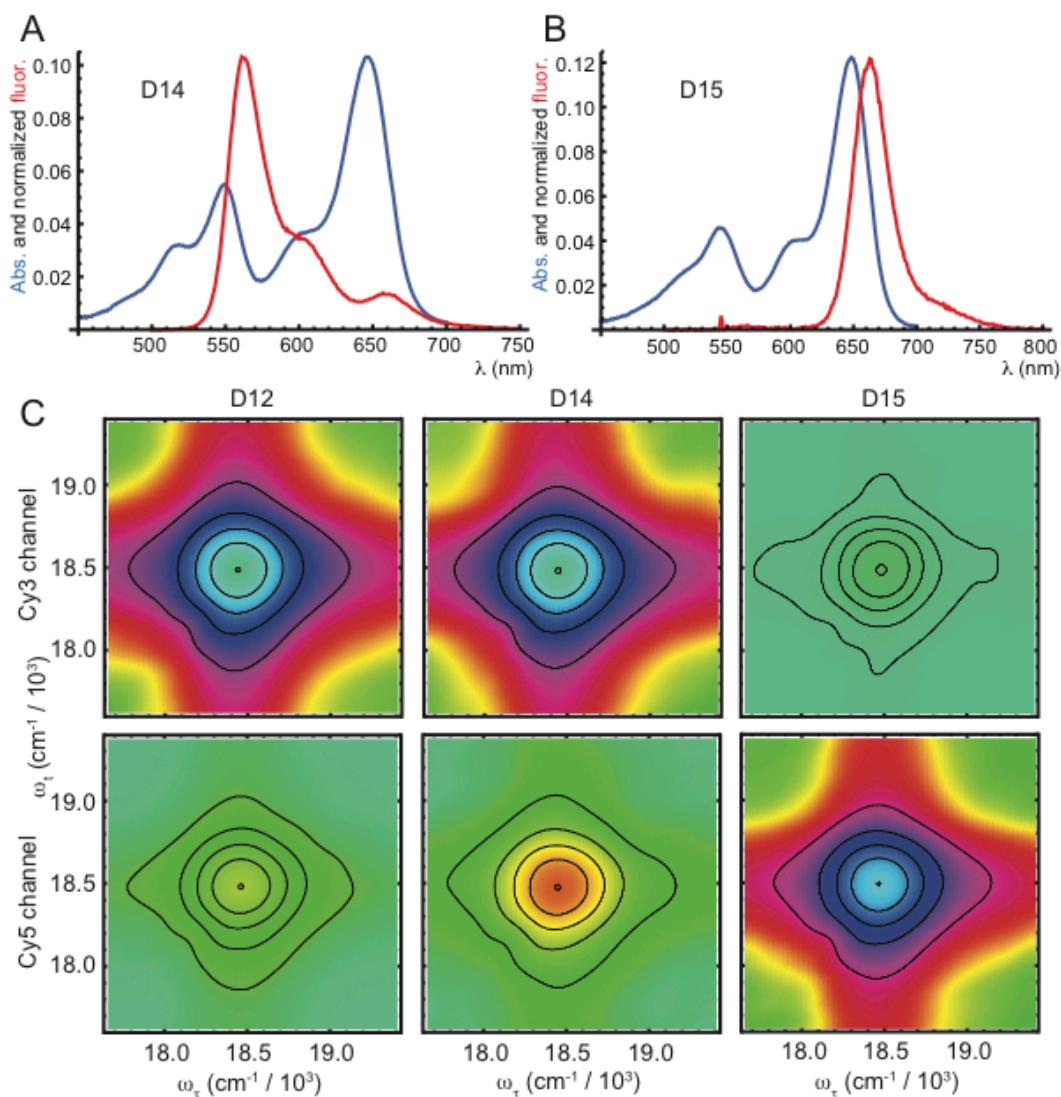 A
B
Abs. and normalized fluor.
0.10
0.08
0.06
0.04
0.02
D14
500 550 600 650 700 750
λ (nm)
Abs. and normalized fluor.
0.12
0.10
0.08
0.06
0.04
0.02
D15
500 550 600 650 700 750 800
λ (nm)
C
D12 D14 D15
Cy3 channel
19.0
18.5
18.0
ωt (cm-1 / 103)
Cy5 channel
19.0
18.5
18.0
18.0 18.5 19.0
18.0 18.5 19.0
18.0 18.5 19.0
ωτ (cm-1 / 103)
ωτ (cm-1 / 103)
ωτ (cm-1 / 103)